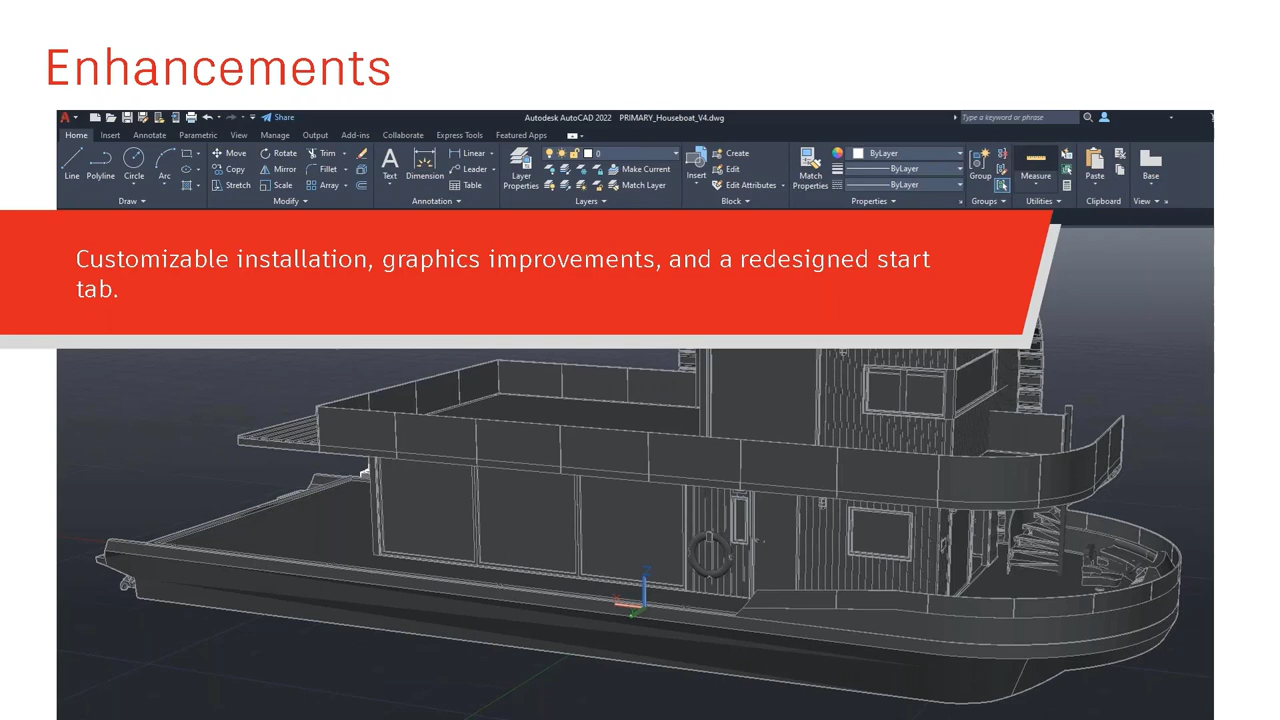 Enhancements
Autodesk AutoCAD 2022 PRIMARY_Houseboat_V4.dwg
Share
Type a keyword or phrase
Home Insert Annotate Parametric View Manage Output Add-ins Collaborate Express Tools Featured Apps
Line Polyline Circle Arc
Move Rotate Trim
Copy Mirror Fillet
Stretch Scale Array
Text Dimension
Linear
Leader
Table
Layer Properties
0
Make Current
Match Layer
Insert
Create
Edit
Edit Attributes
Match Properties
ByLayer
ByLayer
ByLayer
Group
Measure
Paste
Base
Draw Modify Annotation Layers Block Properties Groups Utilities Clipboard View
Customizable installation, graphics improvements, and a redesigned start
tab.
Z